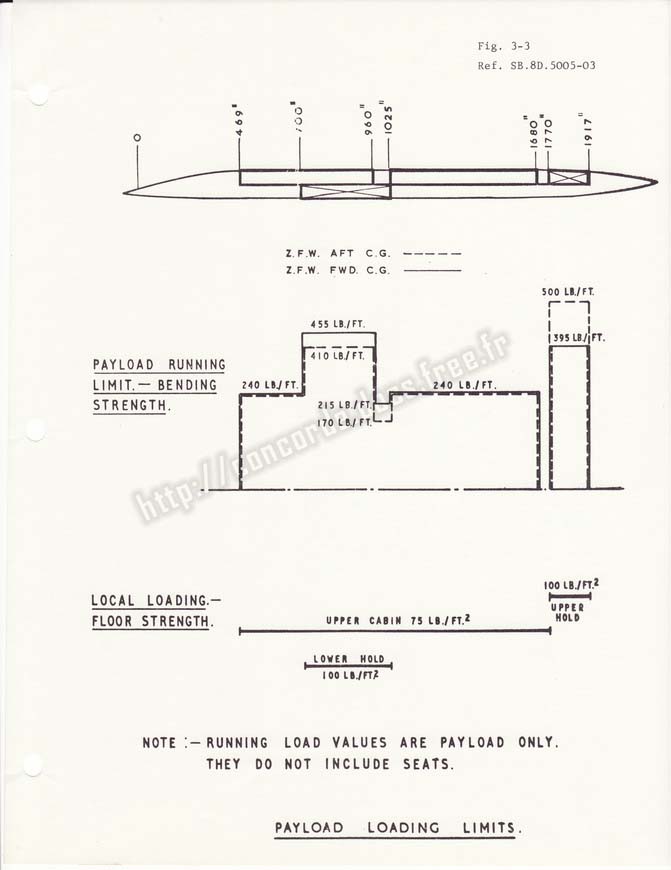 Fig. 3-3
Ref. SB.8D.5005-03
0
469"
700"
960"
1025"
1680"
1770"
1917"
Z.F.W. AFT C.G.
Z.F.W. FWD. C.G.
500 LB./FT.
455 LB./FT.
395 LB./FT.
410 LB./FT.
PAYLOAD RUNNING
LIMIT.— BENDING
STRENGTH.
240 LB./FT.
240 LB./FT.
215 LB./FT.
170 LB./FT.
http://concorde.jacs.free.fr
100 LB./FT.²
UPPER
HOLD
LOCAL LOADING.—
FLOOR STRENGTH.
UPPER CABIN 75 LB./FT.²
LOWER HOLD
100 LB./FT.²
NOTE :— RUNNING LOAD VALUES ARE PAYLOAD ONLY.
THEY DO NOT INCLUDE SEATS.
PAYLOAD LOADING LIMITS.